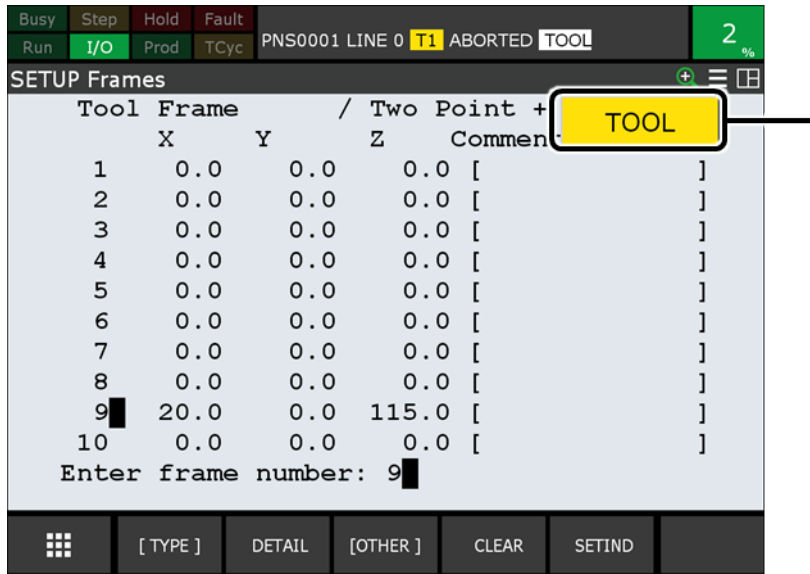 Busy Step Hold Fault
Run I/O Prod TCyc PNS0001 LINE 0 T1 ABORTED TOOL 2 %
SETUP Frames
Tool Frame / Two Point + TOOL
X Y Z Commen
1 0.0 0.0 0.0 [ ]
2 0.0 0.0 0.0 [ ]
3 0.0 0.0 0.0 [ ]
4 0.0 0.0 0.0 [ ]
5 0.0 0.0 0.0 [ ]
6 0.0 0.0 0.0 [ ]
7 0.0 0.0 0.0 [ ]
8 0.0 0.0 0.0 [ ]
9 20.0 0.0 115.0 [ ]
10 0.0 0.0 0.0 [ ]
Enter frame number: 9
[ TYPE ] DETAIL [OTHER ] CLEAR SETIND